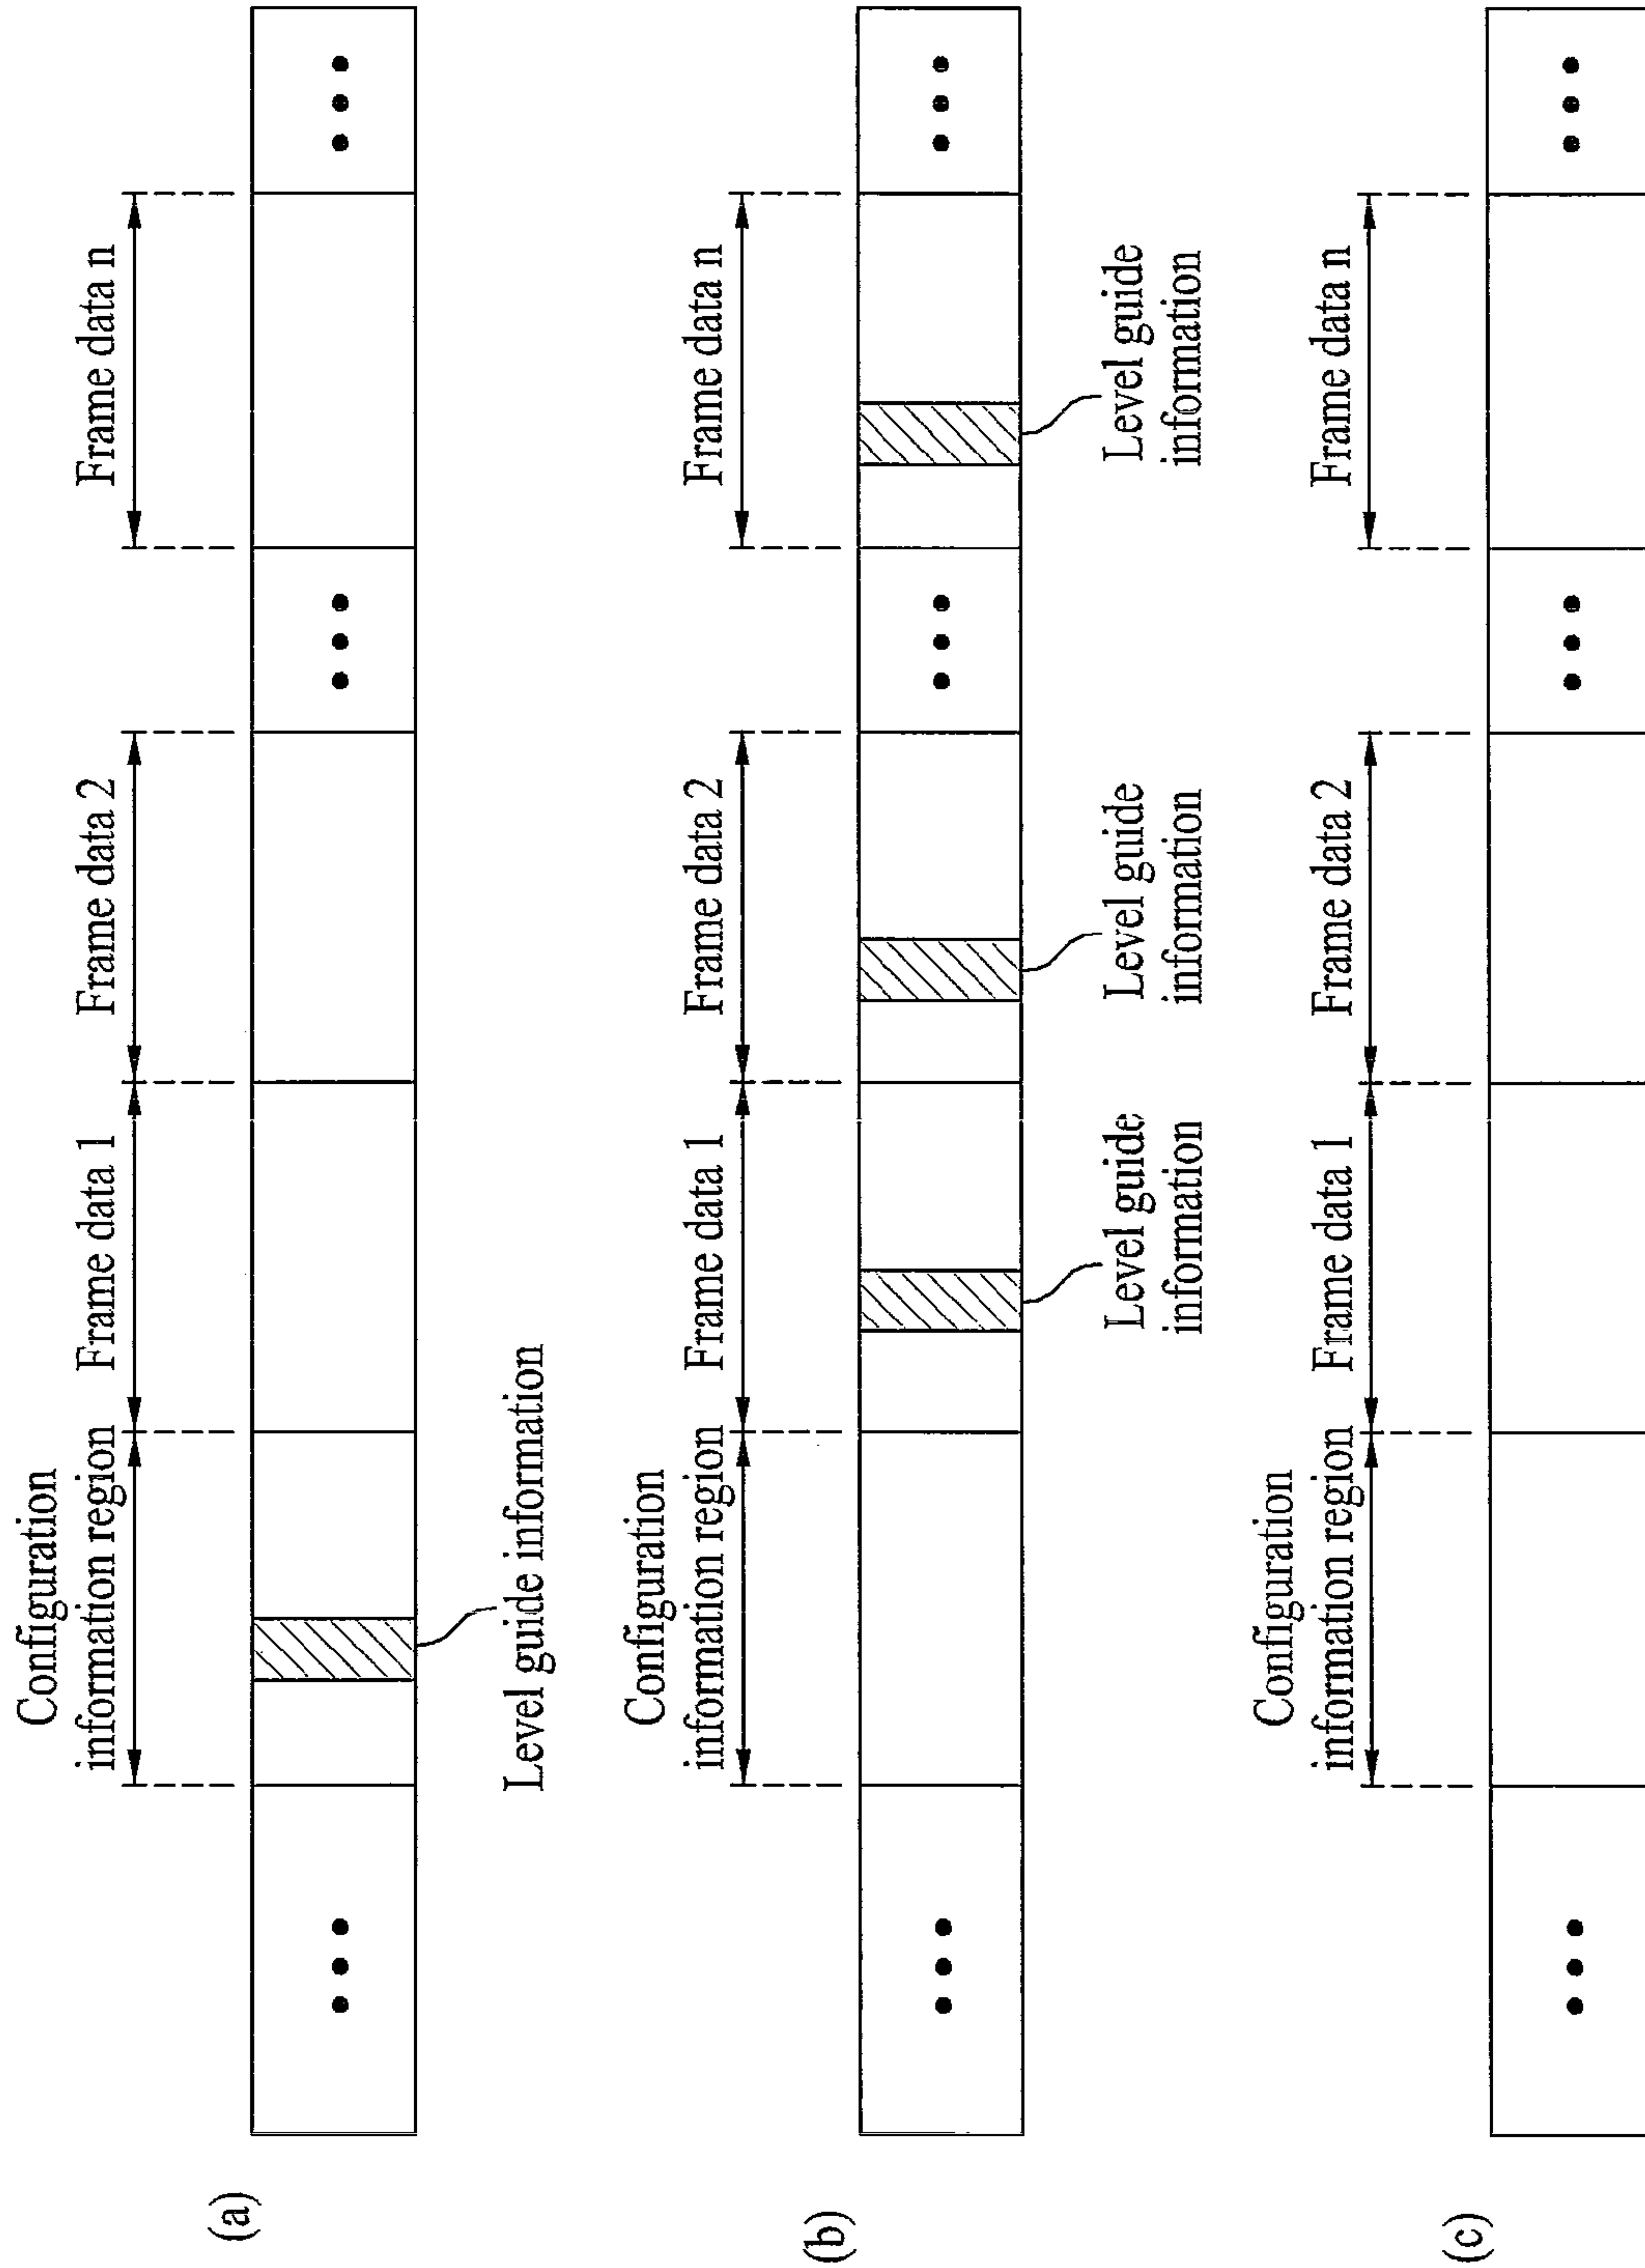 (a)
Configuration
information region
Frame data 1
Frame data 2
Frame data n
Level guide information
(b)
Configuration
information region
Frame data 1
Frame data 2
Frame data n
Level guide
information
Level guide
information
Level guide
information
(c)
Configuration
information region
Frame data 1
Frame data 2
Frame data n